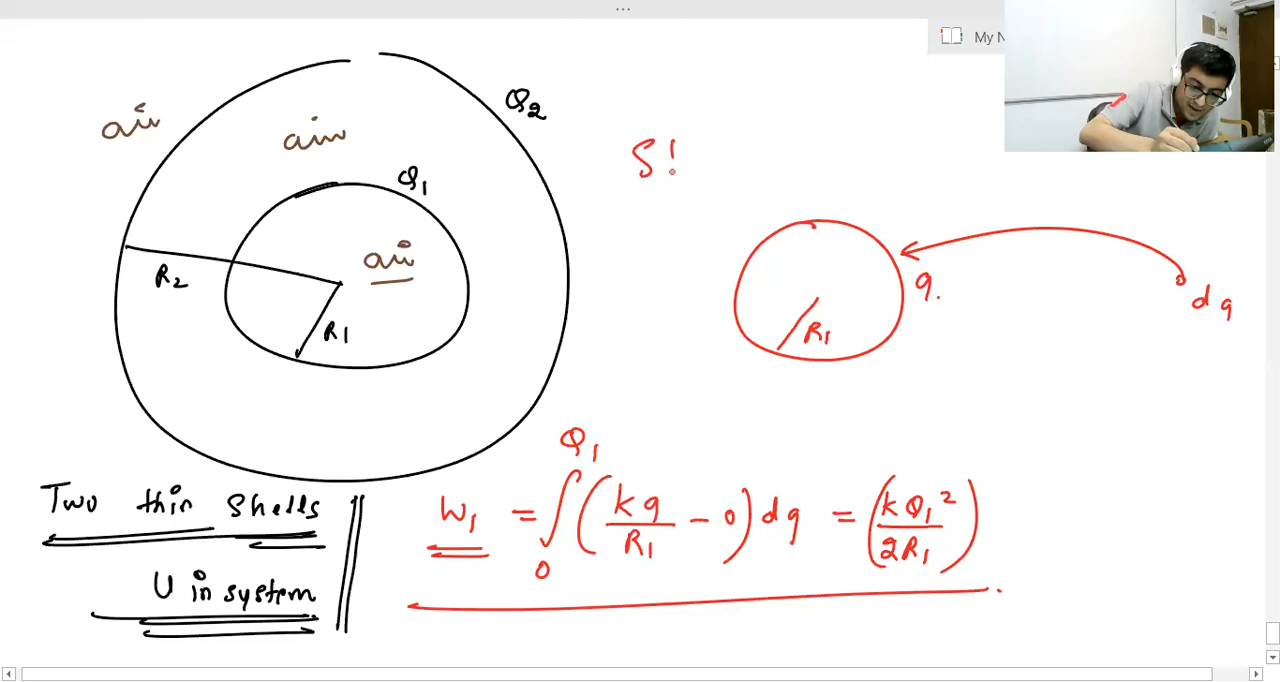 ...
My N
Q2
air
air
S!
Q1
air
R2
R1
q.
dq
R1
Two thin shells
U in system
W1 = ∫₀^Q1 (kq/R1 − 0) dq = (kQ1²/2R1)